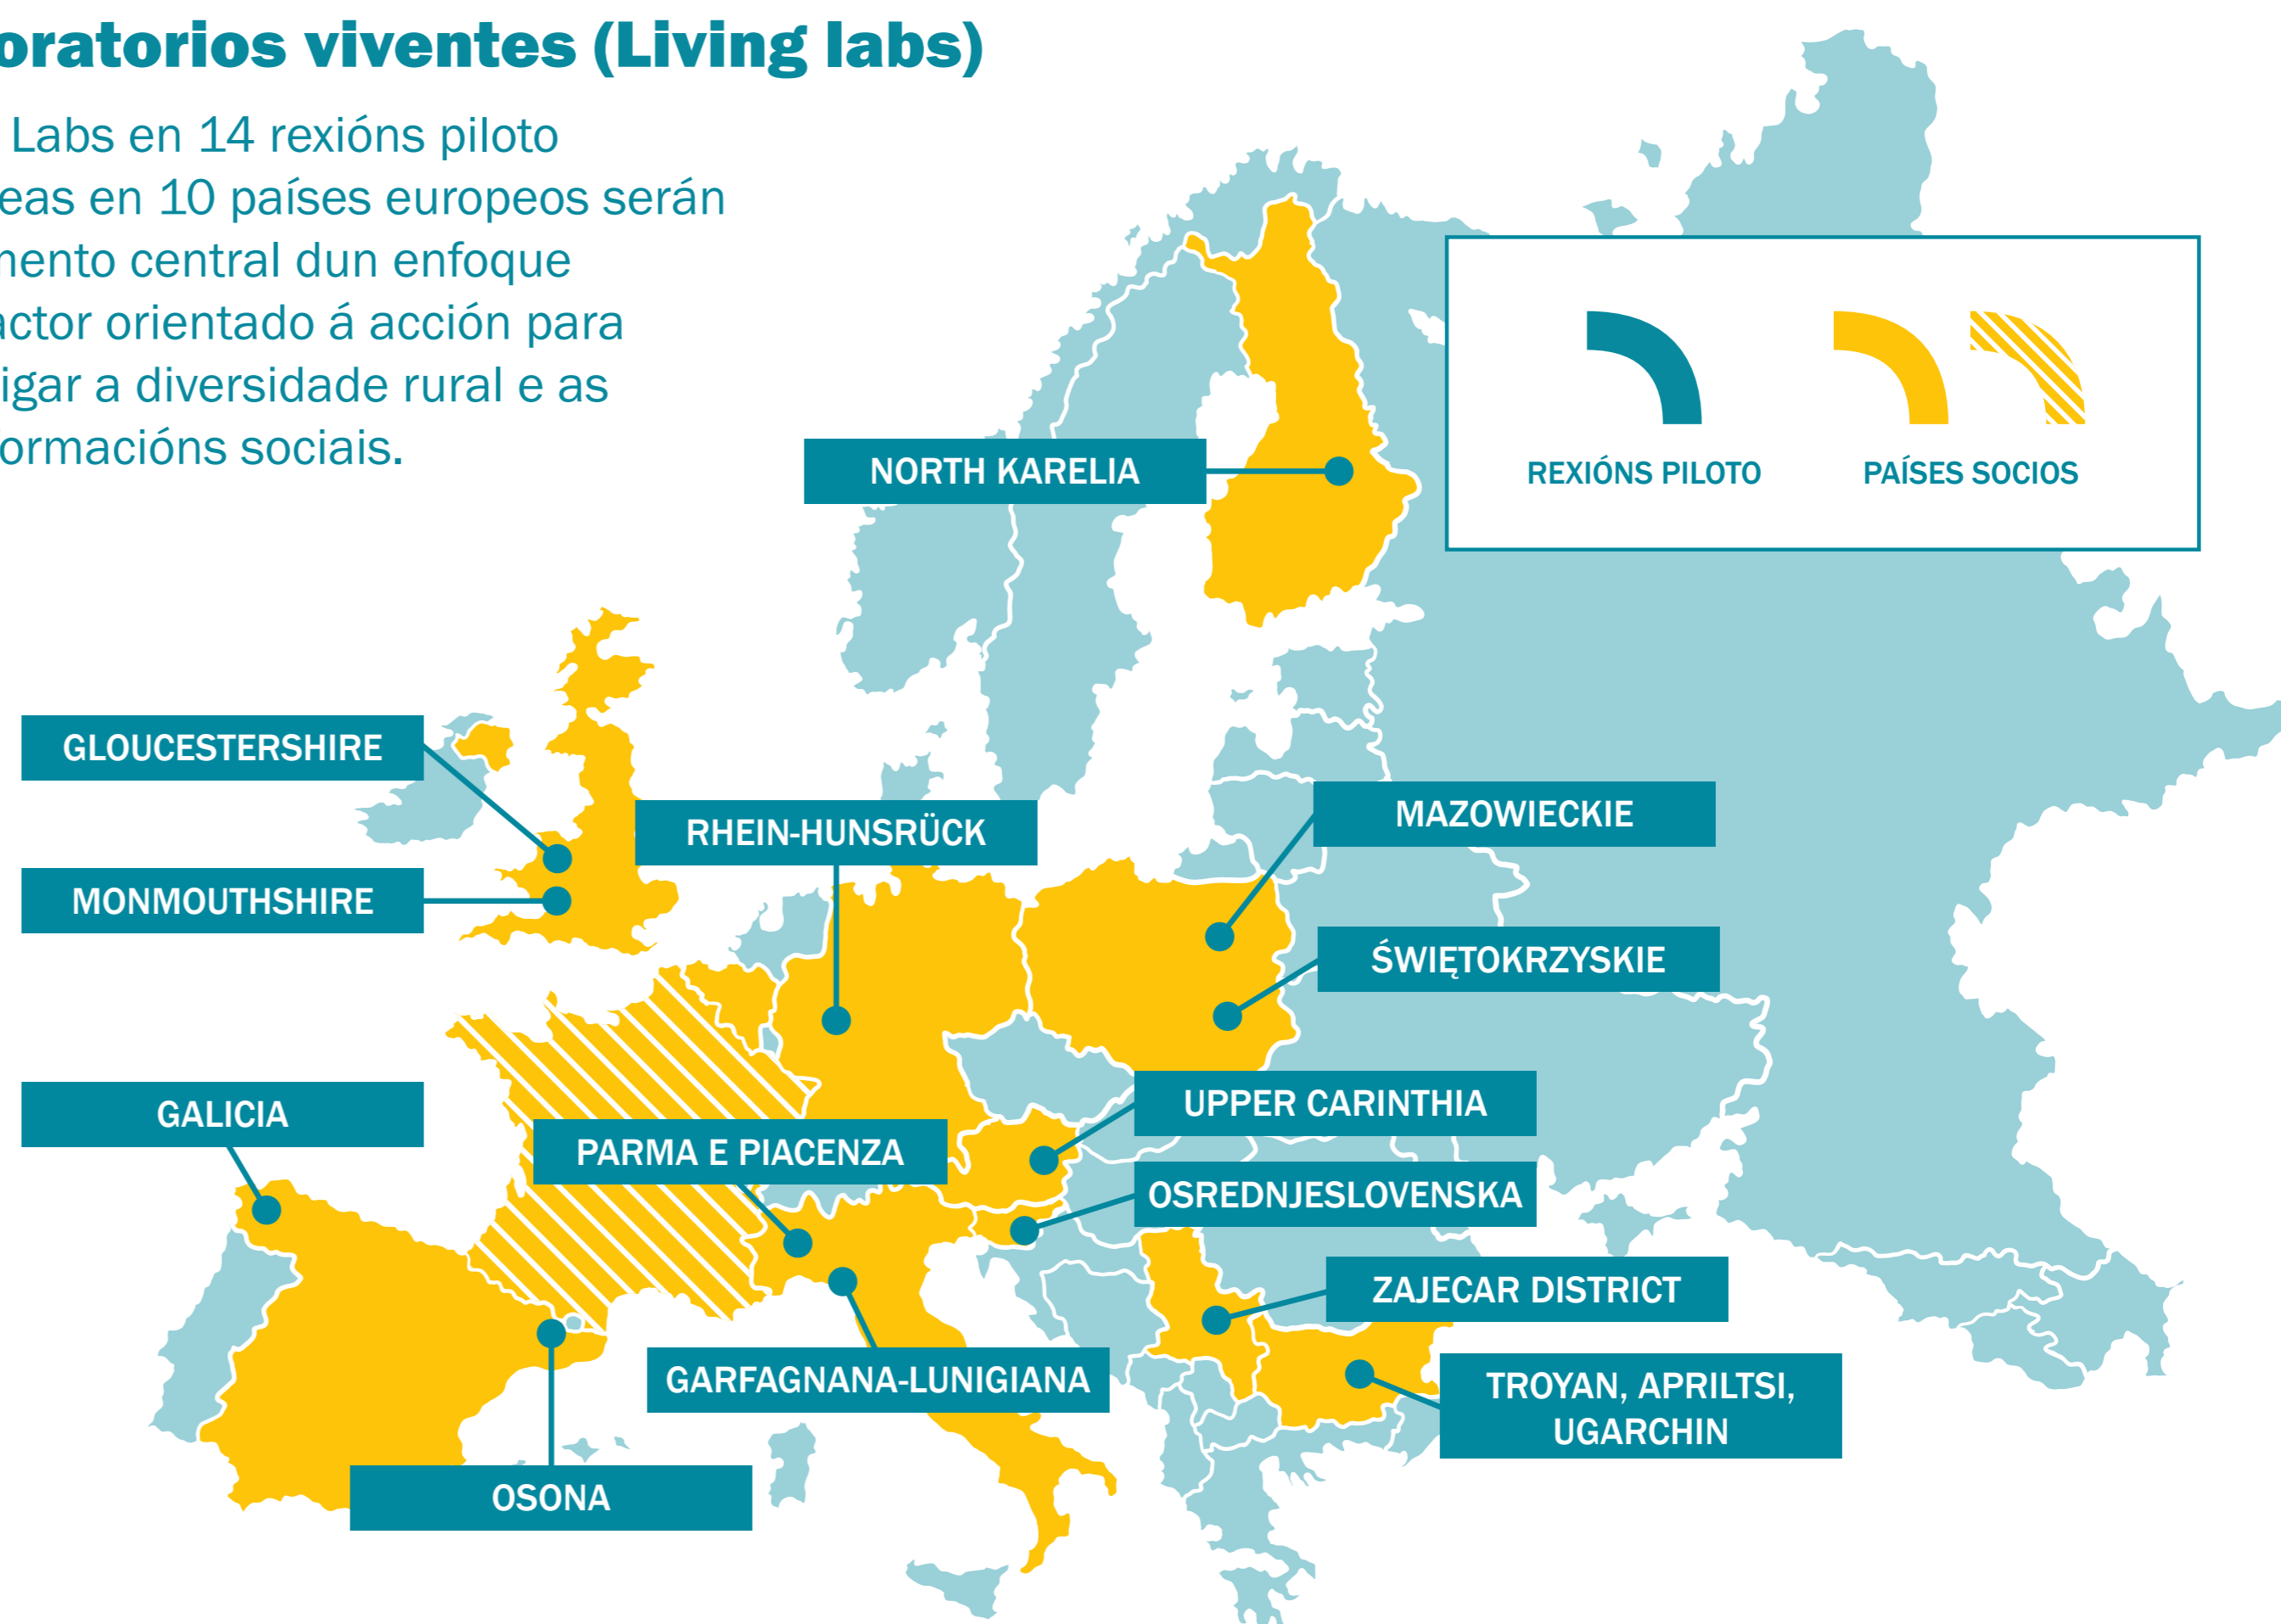 oratorios viventes (Living labs)
Labs en 14 rexións piloto
eas en 10 países europeos serán
mento central dun enfoque
actor orientado á acción para
igar a diversidade rural e as
formacións sociais.
REXIÓNS PILOTO
PAÍSES SOCIOS
NORTH KARELIA
GLOUCESTERSHIRE
RHEIN-HUNSRÜCK
MAZOWIECKIE
MONMOUTHSHIRE
ŚWIĘTOKRZYSKIE
GALICIA
UPPER CARINTHIA
PARMA E PIACENZA
OSREDNJESLOVENSKA
ZAJECAR DISTRICT
GARFAGNANA-LUNIGIANA
TROYAN, APRILTSI,
UGARCHIN
OSONA